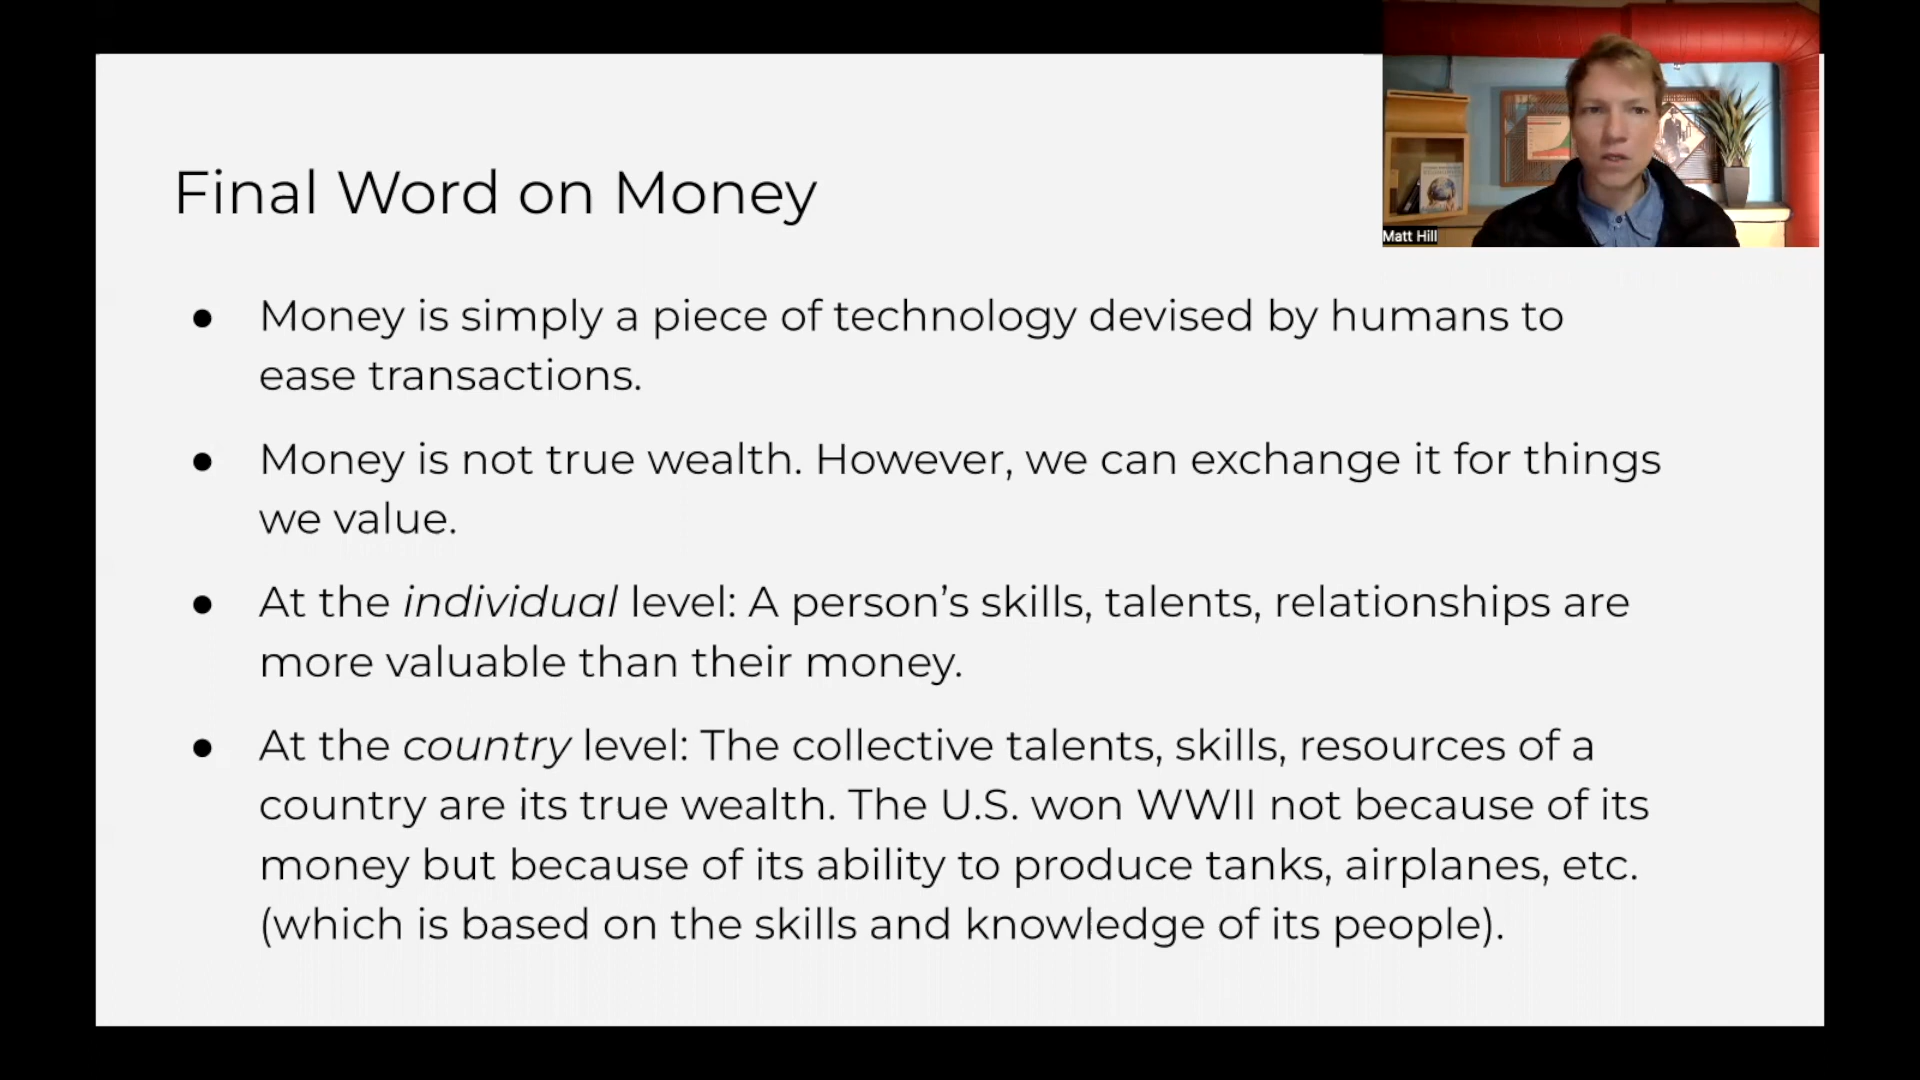 Final Word on Money
Matt Hill
● Money is simply a piece of technology devised by humans to
ease transactions.
● Money is not true wealth. However, we can exchange it for things
we value.
● At the individual level: A person’s skills, talents, relationships are
more valuable than their money.
● At the country level: The collective talents, skills, resources of a
country are its true wealth. The U.S. won WWII not because of its
money but because of its ability to produce tanks, airplanes, etc.
(which is based on the skills and knowledge of its people).